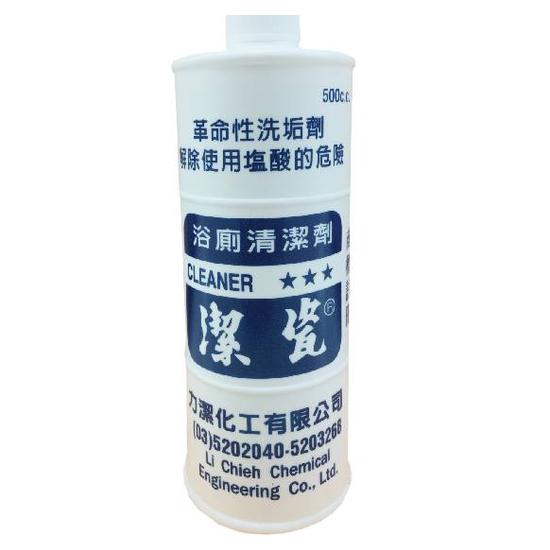 500c.c.
革命性洗垢劑
解除使用塩酸的危險
浴廁清潔劑
CLEANER ★★★
潔瓷®
力潔化工有限公司
(03)5202040-5203268
Li Chieh Chemical
Engineering Co., Ltd.